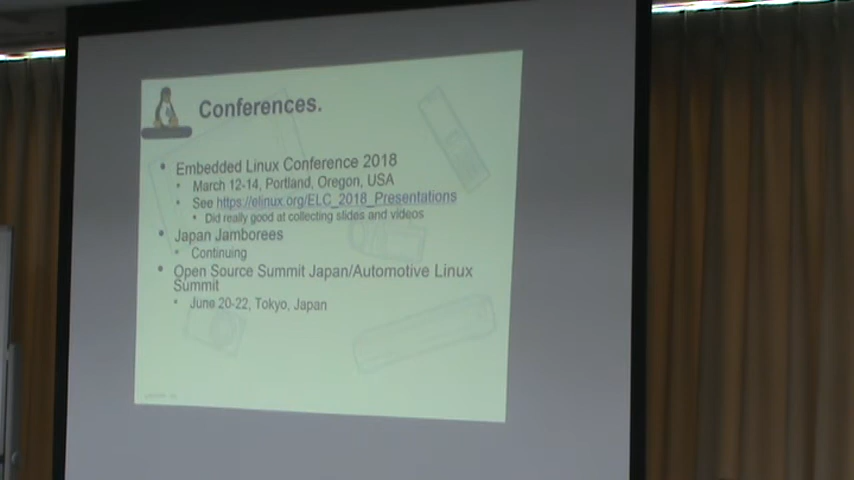 Conferences.
• Embedded Linux Conference 2018
• March 12-14, Portland, Oregon, USA
• See https://elinux.org/ELC_2018_Presentations
• Did really good at collecting slides and videos
• Japan Jamborees
• Continuing
• Open Source Summit Japan/Automotive Linux
Summit
• June 20-22, Tokyo, Japan